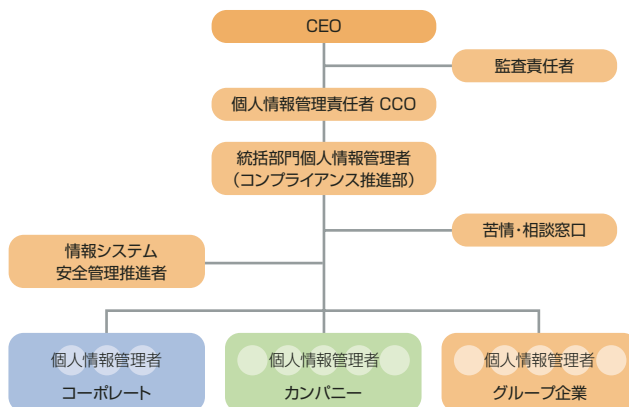 CEO
監査責任者
個人情報管理責任者 CCO
統括部門個人情報管理者
（コンプライアンス推進部）
苦情・相談窓口
情報システム
安全管理推進者
個人情報管理者
コーポレート
個人情報管理者
カンパニー
個人情報管理者
グループ企業